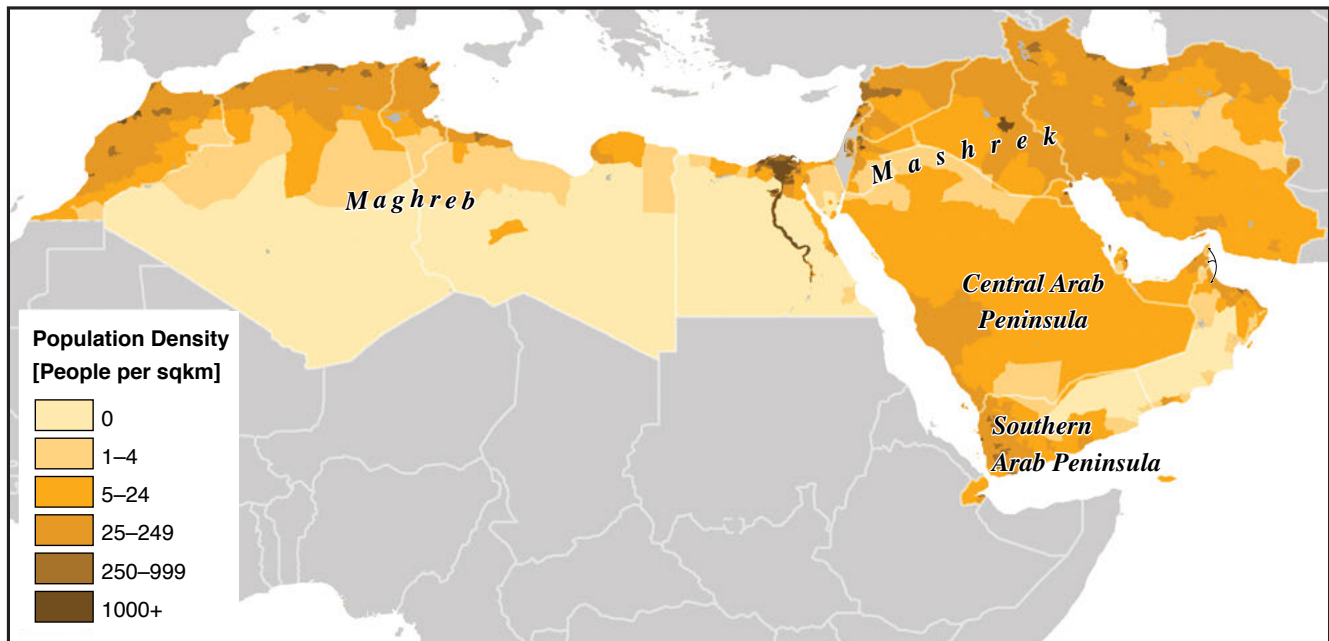 Maghreb
Mashrek
Central Arab
Peninsula
Southern
Arab Peninsula
Population Density
[People per sqkm]
0
1–4
5–24
25–249
250–999
1000+